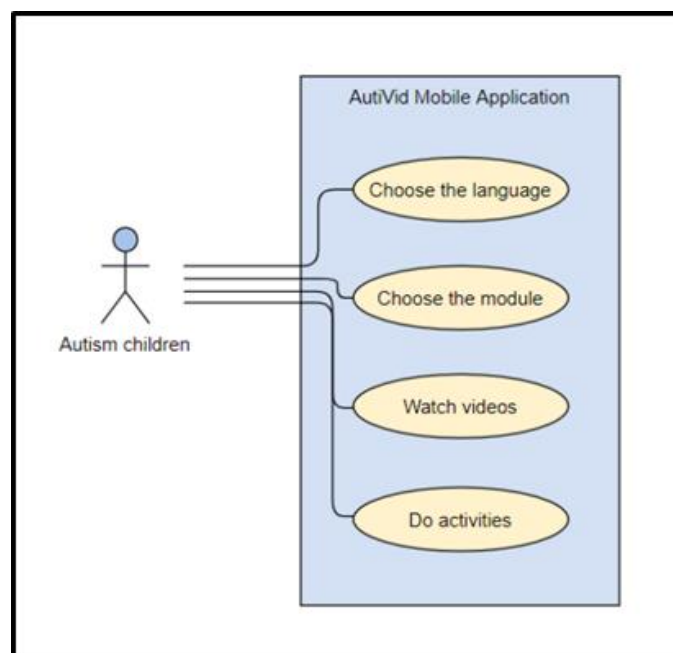 AutiVid Mobile Application
Choose the language
Choose the module
Autism children
Watch videos
Do activities